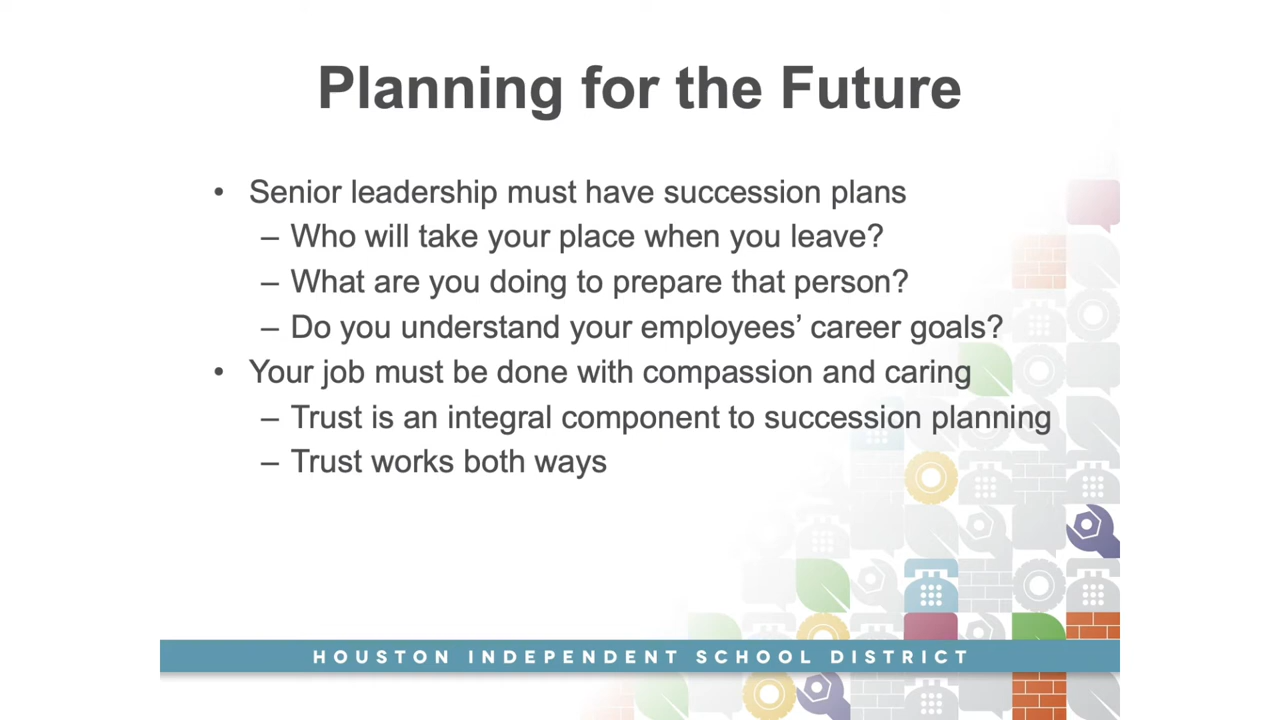 Planning for the Future
• Senior leadership must have succession plans
– Who will take your place when you leave?
– What are you doing to prepare that person?
– Do you understand your employees’ career goals?
• Your job must be done with compassion and caring
– Trust is an integral component to succession planning
– Trust works both ways
HOUSTON INDEPENDENT SCHOOL DISTRICT